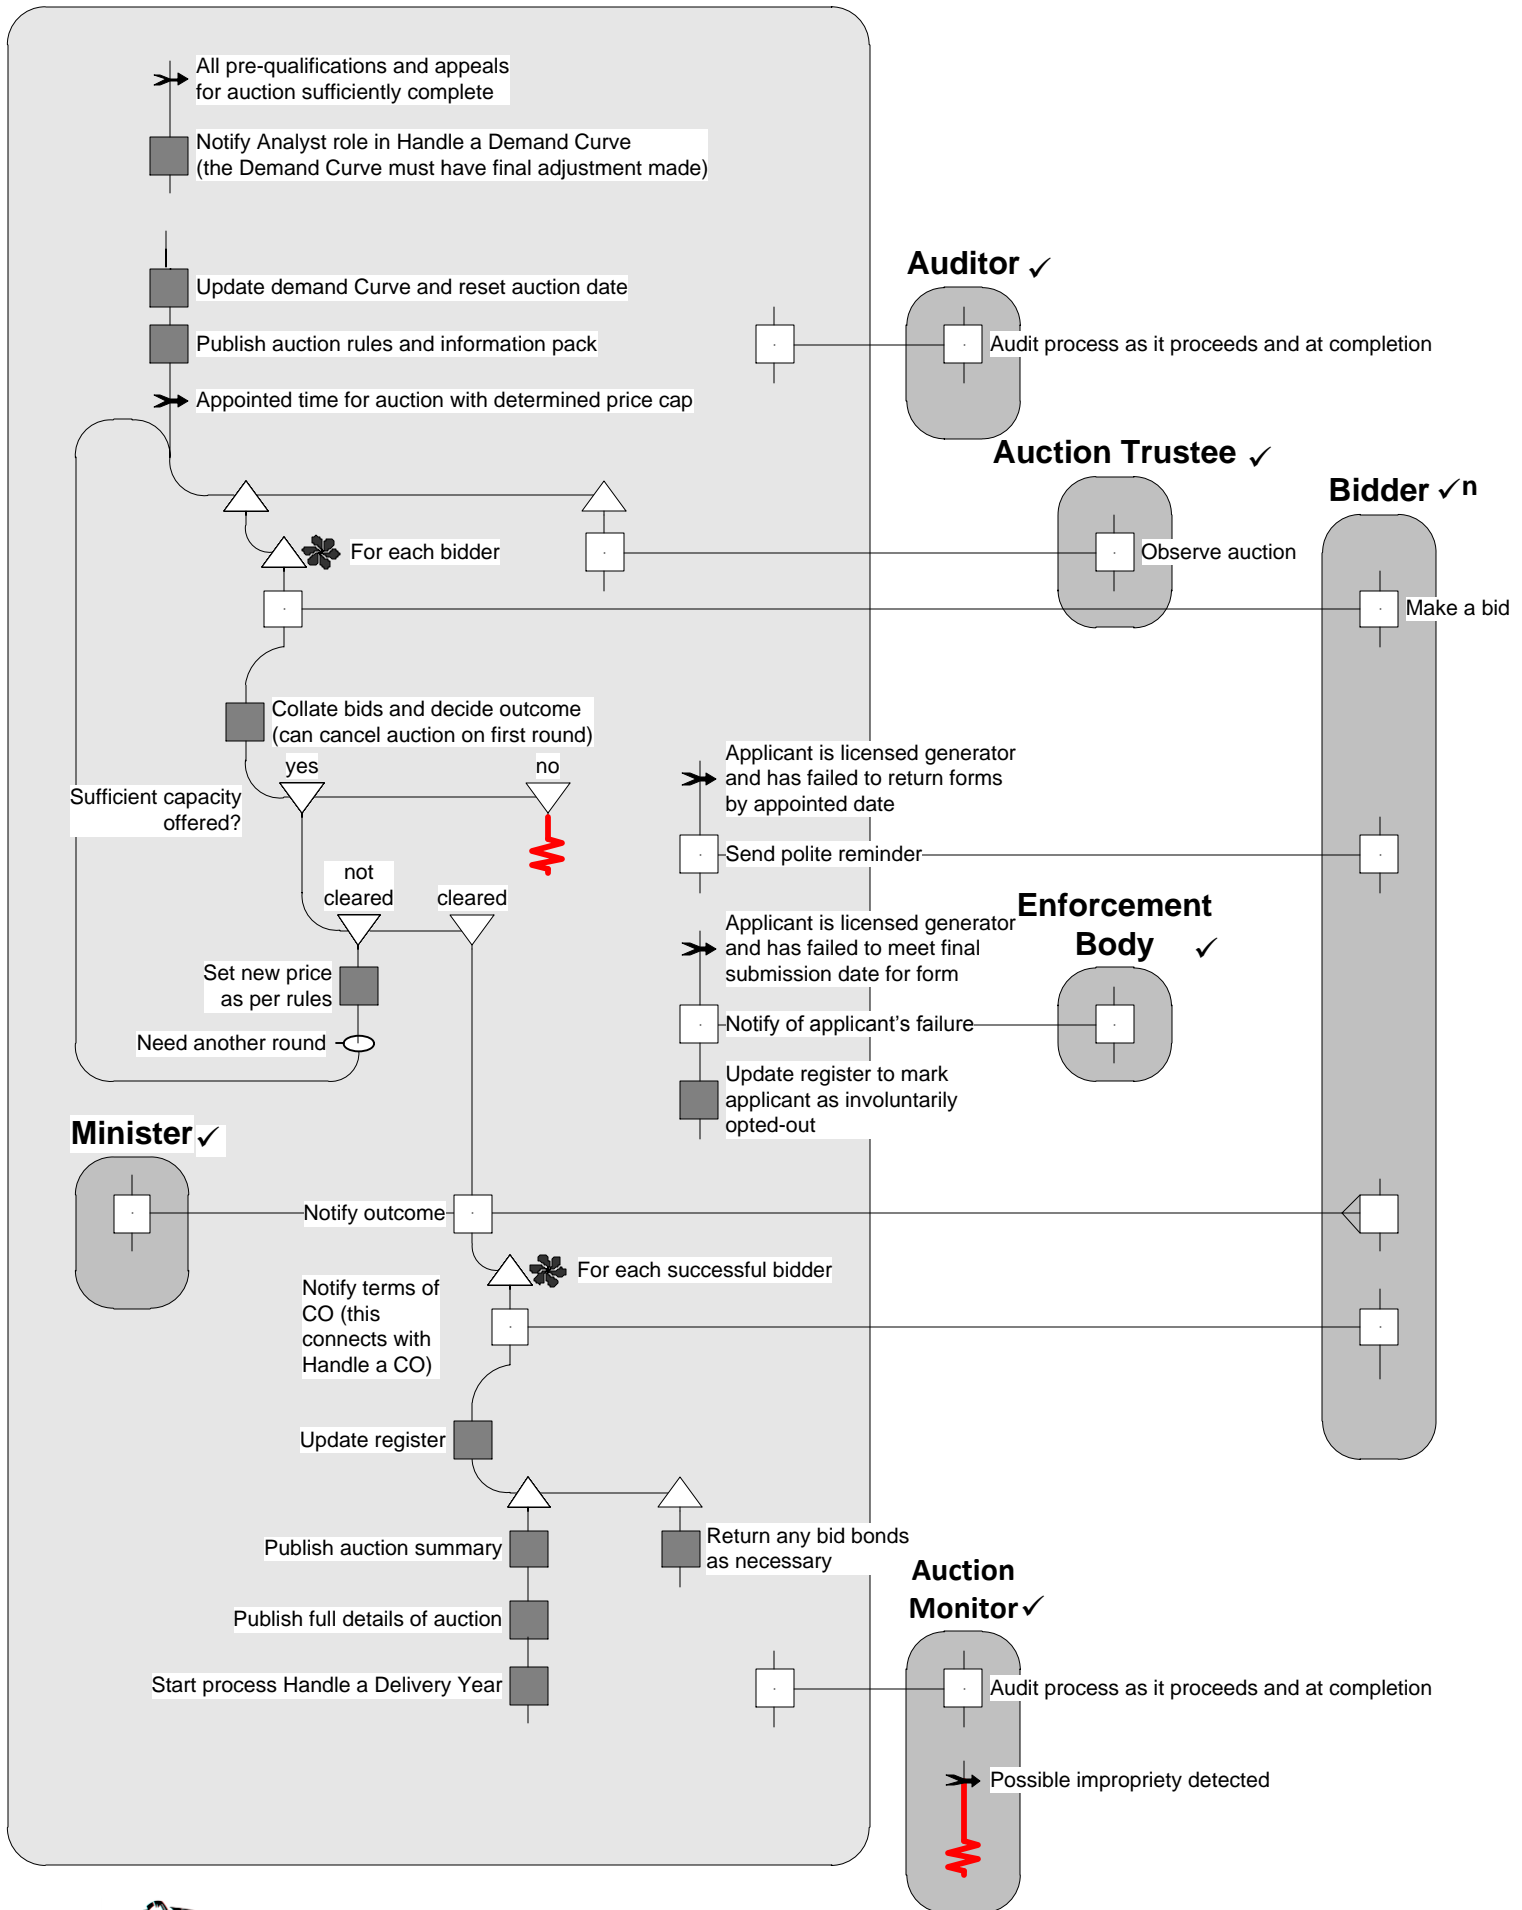 All pre-qualifications and appeals
for auction sufficiently complete
Notify Analyst role in Handle a Demand Curve
(the Demand Curve must have final adjustment made)
Update demand Curve and reset auction date
Publish auction rules and information pack
Appointed time for auction with determined price cap
Auditor ✓
Audit process as it proceeds and at completion
Auction Trustee ✓
Bidder ✓n
For each bidder
Observe auction
Make a bid
Collate bids and decide outcome
(can cancel auction on first round)
yes
no
Sufficient capacity
offered?
Applicant is licensed generator
and has failed to return forms
by appointed date
Send polite reminder
not
cleared
cleared
Enforcement
Body ✓
Applicant is licensed generator
and has failed to meet final
submission date for form
Set new price
as per rules
Need another round
Notify of applicant's failure
Update register to mark
applicant as involuntarily
opted-out
Minister ✓
Notify outcome
For each successful bidder
Notify terms of
CO (this
connects with
Handle a CO)
Update register
Publish auction summary
Return any bid bonds
as necessary
Publish full details of auction
Start process Handle a Delivery Year
Auction
Monitor ✓
Audit process as it proceeds and at completion
Possible impropriety detected